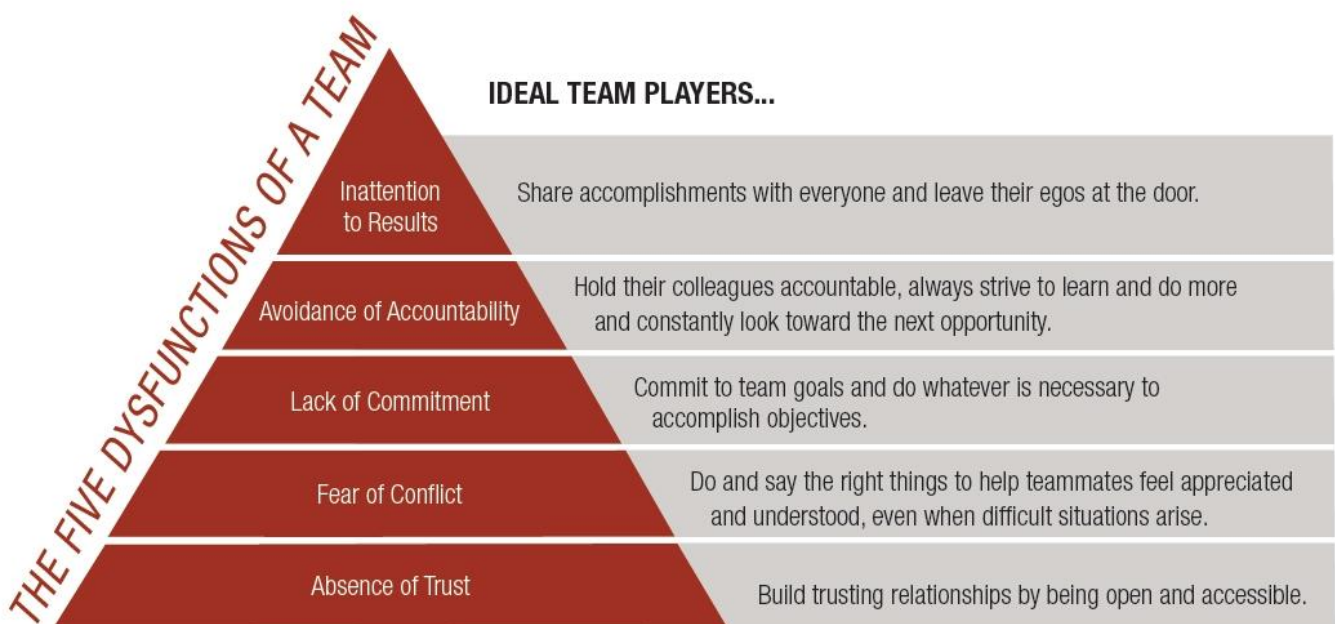 THE FIVE DYSFUNCTIONS OF A TEAM
IDEAL TEAM PLAYERS...
Inattention
to Results
Share accomplishments with everyone and leave their egos at the door.
Avoidance of Accountability
Hold their colleagues accountable, always strive to learn and do more
and constantly look toward the next opportunity.
Lack of Commitment
Commit to team goals and do whatever is necessary to
accomplish objectives.
Fear of Conflict
Do and say the right things to help teammates feel appreciated
and understood, even when difficult situations arise.
Absence of Trust
Build trusting relationships by being open and accessible.